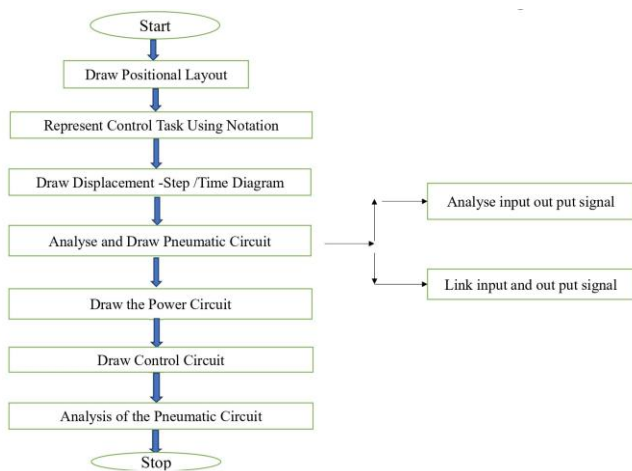 Start
Draw Positional Layout
Represent Control Task Using Notation
Draw Displacement -Step /Time Diagram
Analyse and Draw Pneumatic Circuit
Analyse input out put signal
Link input and out put signal
Draw the Power Circuit
Draw Control Circuit
Analysis of the Pneumatic Circuit
Stop